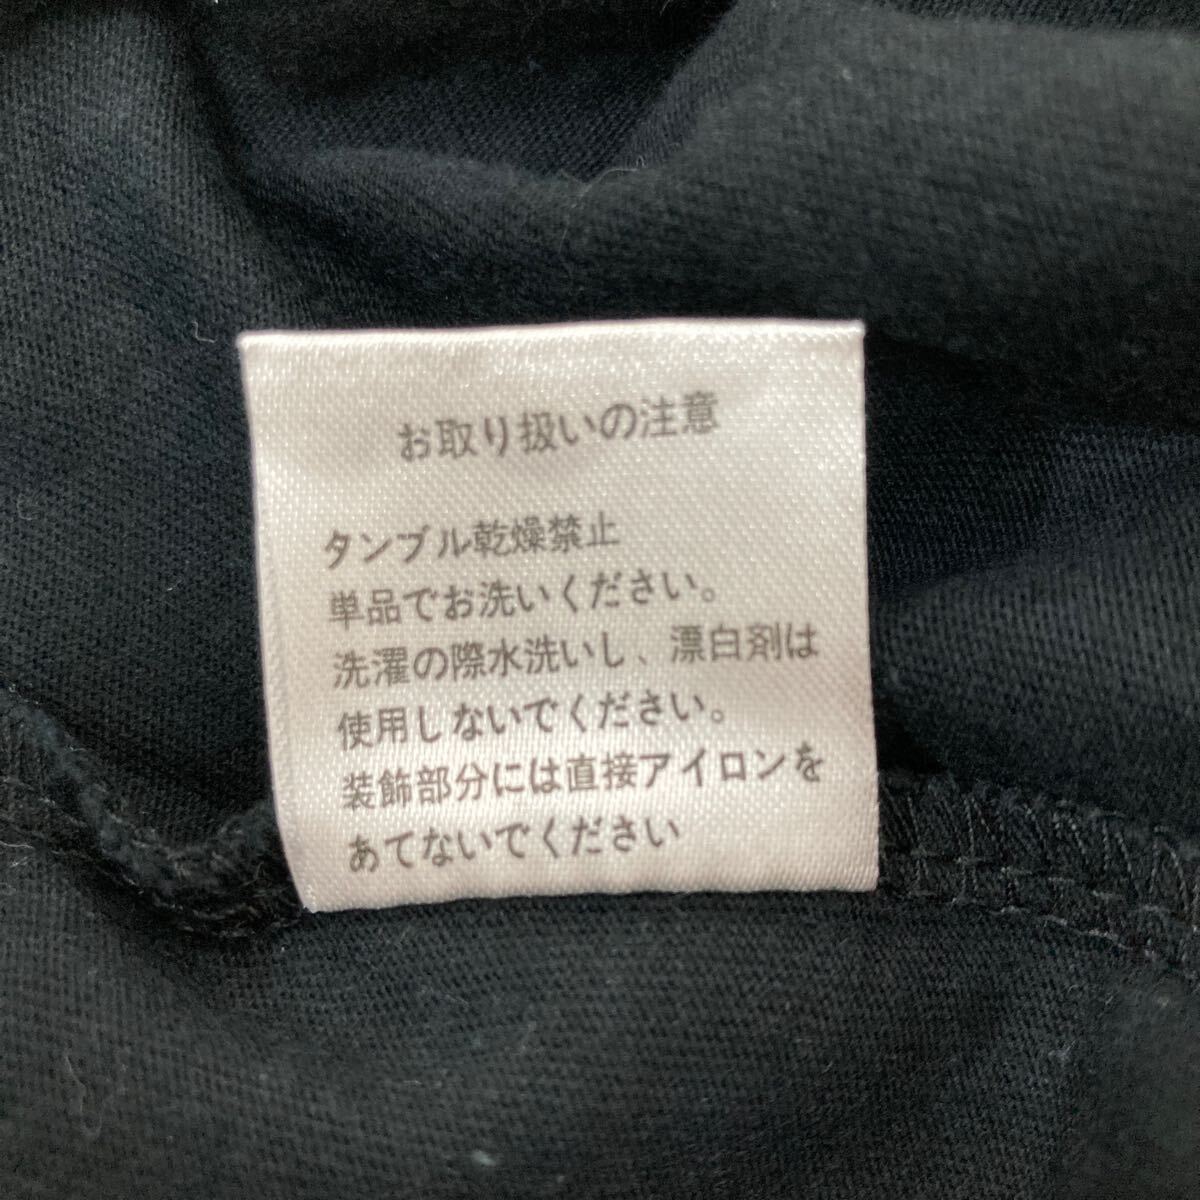 お取り扱いの注意
タンブル乾燥禁止
単品でお洗いください。
洗濯の際水洗いし、漂白剤は
使用しないでください。
装飾部分には直接アイロンを
あてないでください